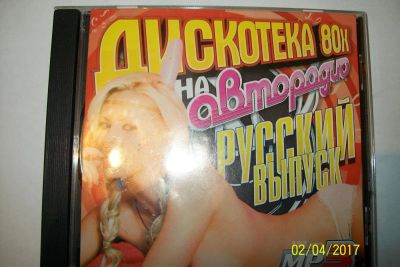 ДИСКОТЕКА 80х
НА
авторадио
РУССКИЙ
ВЫПУСК
MP3
02/04/2017